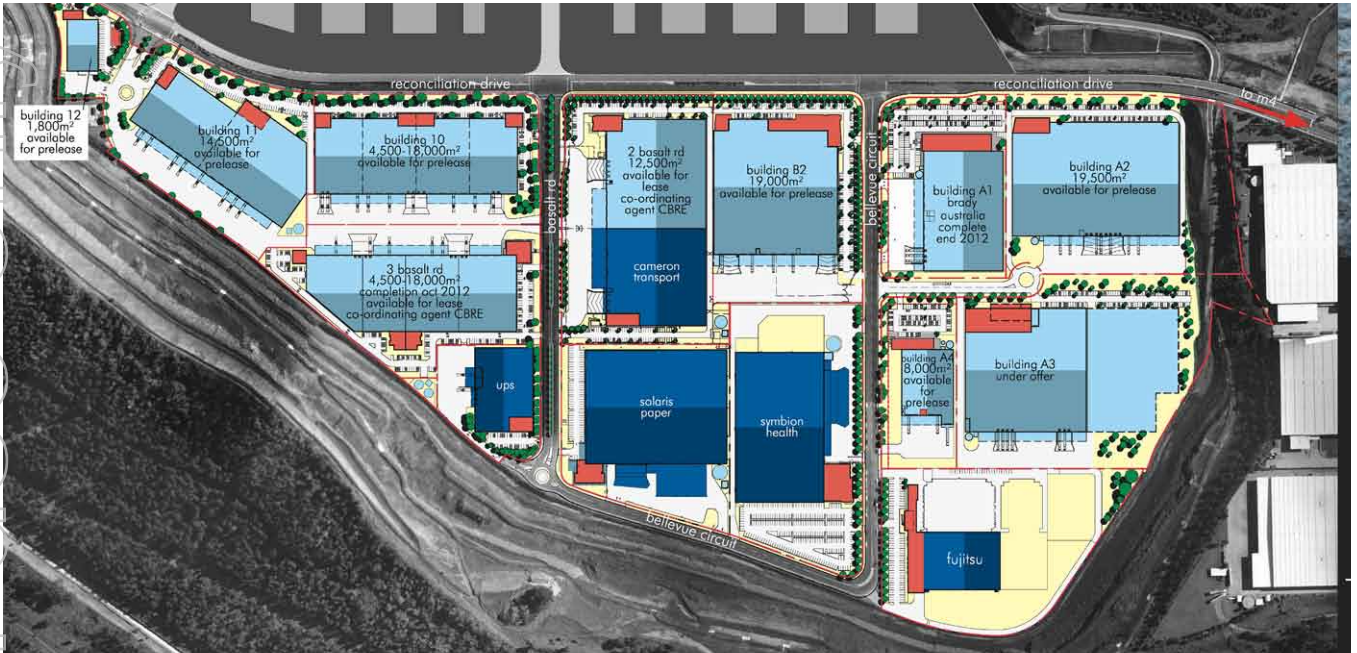 reconciliation drive
reconciliation drive
to m4
building 12
1,800m²
available
for prelease
building 11
14,500m²
available for
prelease
building 10
4,500-18,000m²
available for prelease
2 basalt rd
12,500m²
available for
lease
co-ordinating
agent CBRE
building B2
19,000m²
available for prelease
building A1
brady
australia
complete
end 2012
building A2
19,500m²
available for prelease
basalt rd
bellevue circuit
3 basalt rd
4,500-18,000m²
completion oct 2012
available for lease
co-ordinating agent CBRE
cameron
transport
ups
solaris
paper
symbion
health
building A4
8,000m²
available
for
prelease
building A3
under offer
bellevue circuit
fujitsu